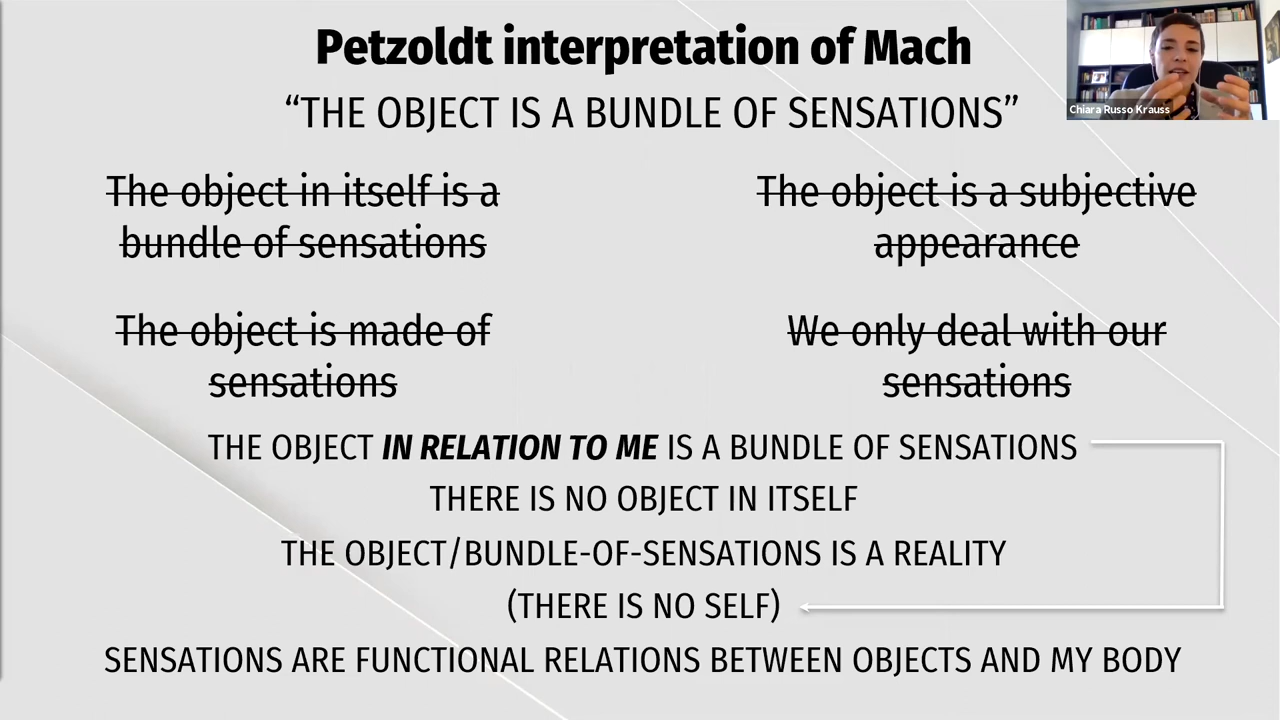 Petzoldt interpretation of Mach
“THE OBJECT IS A BUNDLE OF SENSATIONS”
Chiara Russo Krauss
The object in itself is a
bundle of sensations
The object is a subjective
appearance
The object is made of
sensations
We only deal with our
sensations
THE OBJECT IN RELATION TO ME IS A BUNDLE OF SENSATIONS
THERE IS NO OBJECT IN ITSELF
THE OBJECT/BUNDLE-OF-SENSATIONS IS A REALITY
(THERE IS NO SELF)
SENSATIONS ARE FUNCTIONAL RELATIONS BETWEEN OBJECTS AND MY BODY